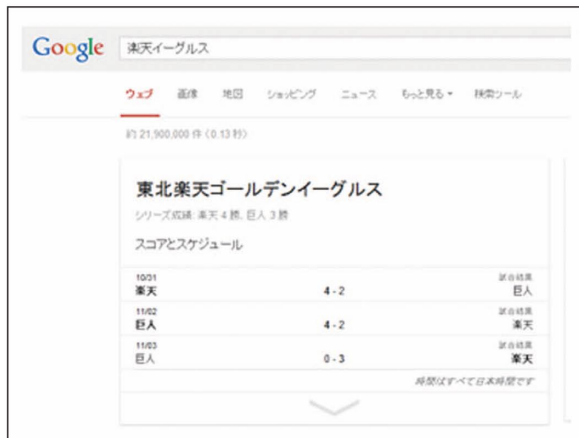 Google 楽天イーグルス
ウェブ 画像 地図 ショッピング ニュース もっと見る 検索ツール
約 21,900,000 件 (0.13 秒)
東北楽天ゴールデンイーグルス
シリーズ成績: 楽天 4 勝, 巨人 3 勝
スコアとスケジュール
10/31 試合結果
楽天 4 - 2 巨人
11/02 試合結果
巨人 4 - 2 楽天
11/03 試合結果
巨人 0 - 3 楽天
時間はすべて日本時間です